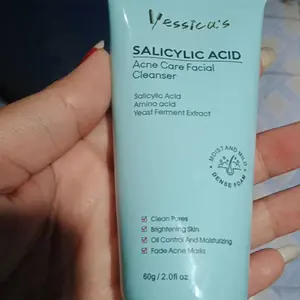 Yessica's
SALICYLIC ACID
Acne Care Facial
Cleanser
Salicylic Acid
Amino acid
Yeast Ferment Extract
MOIST AND MILD
DENSE FOAM
Clean Pores
Brightening Skin
Oil Control And Moisturizing
Fade Acne Marks
60g / 2.0fl oz